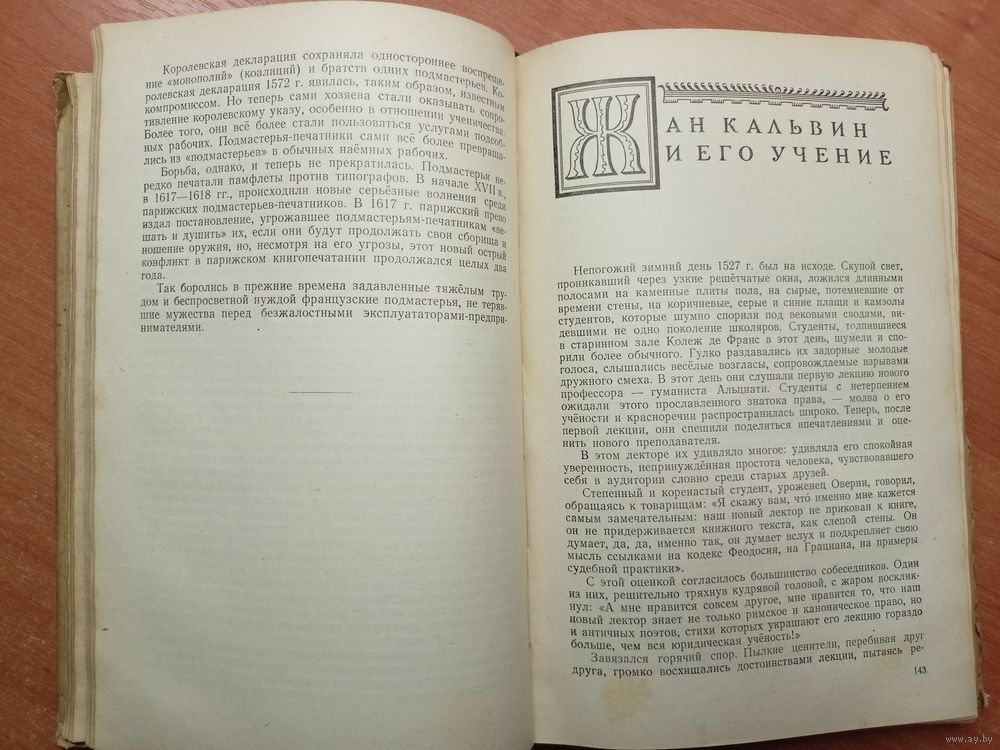 Королевская декларация сохраняла одностороннее воспреще-
ние «монополий» (коалиций) и братств одних подмастерьев. Ко-
ролевская декларация 1572 г. явилась, таким образом, известным
компромиссом. Но теперь сами хозяева стали оказывать сопро-
тивление королевскому указу, особенно в отношении ученичества.
Более того, они всё более стали пользоваться услугами подсоб-
ных рабочих. Подмастерья-печатники сами всё более превраща-
лись из «подмастерьев» в обычных наёмных рабочих.
Борьба, однако, и теперь не прекратилась. Подмастерья не-
редко печатали памфлеты против типографов. В начале XVII в.,
в 1617—1618 гг., происходили новые серьёзные волнения среди
парижских подмастерьев-печатников. В 1617 г. парижский прево
издал постановление, угрожавшее подмастерьям-печатникам «ве-
шать и душить» их, если они будут продолжать свои сборища и
ношение оружия, но, несмотря на его угрозы, этот новый острый
конфликт в парижском книгопечатании продолжался целых два
года.
Так боролись в прежние времена задавленные тяжёлым тру-
дом и беспросветной нуждой французские подмастерья, не теряв-
шие мужества перед безжалостными эксплуататорами-предпри-
нимателями.
ЖАН КАЛЬВИН
И ЕГО УЧЕНИЕ
Непогожий зимний день 1527 г. был на исходе. Скупой свет,
проникавший через узкие решётчатые окна, ложился длинными
полосами на каменные плиты пола, на сырые, потемневшие от
времени стены, на коричневые, серые и синие плащи и камзолы
студентов, которые шумно спорили под вековыми сводами, ви-
девшими не одно поколение школяров. Студенты, толпившиеся
в старинном зале Колеж де Франс в этот день, шумели и спо-
рили более обычного. Гулко раздавались их задорные молодые
голоса, слышались весёлые возгласы, сопровождаемые взрывами
дружного смеха. В этот день они слушали первую лекцию нового
профессора — гуманиста Альциати. Студенты с нетерпением
ожидали этого прославленного знатока права, — молва о его
учёности и красноречии распространилась широко. Теперь, после
первой лекции, они спешили поделиться впечатлениями и оце-
нить нового преподавателя.
В этом лекторе их удивляло многое: удивляла его спокойная
уверенность, непринуждённая простота человека, чувствовавшего
себя в аудитории словно среди старых друзей.
Степенный и коренастый студент, уроженец Оверни, говорил,
обращаясь к товарищам: «Я скажу вам, что́ именно мне кажется
самым замечательным: наш новый лектор не прикован к книге,
он не придерживается книжного текста, как слепой стены. Он
думает, да, да, именно так, он думает вслух и подкрепляет свою
мысль ссылками на кодекс Феодосия, на Грациана, на примеры
судебной практики».
С этой оценкой согласилось большинство собеседников. Один
из них, решительно тряхнув кудрявой головой, с жаром восклик-
нул: «А мне нравится совсем другое, мне нравится то, что наш
новый лектор знает не только римское и каноническое право, но
и античных поэтов, стихи которых украшают его лекцию гораздо
больше, чем вся юридическая учёность!»
Завязался горячий спор. Пылкие ценители, перебивая друг
друга, громко восхищались достоинствами лекции, пытаясь ре-
143
www.ay.by